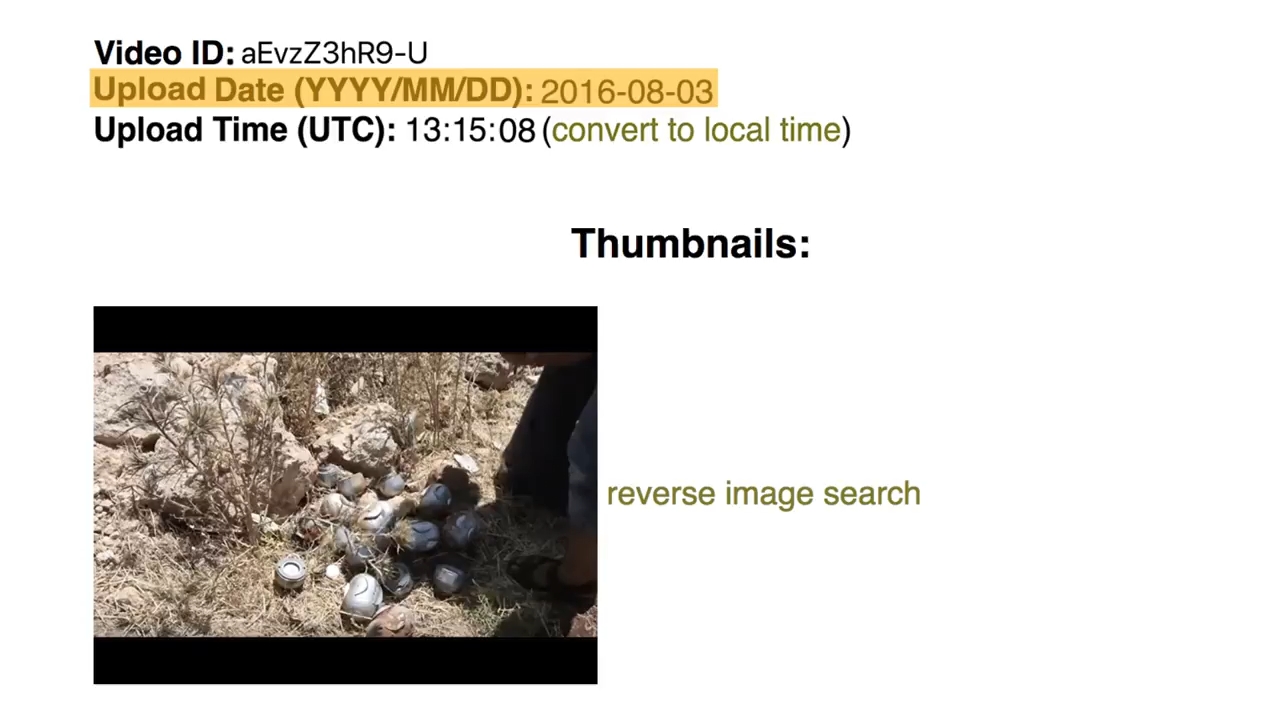 Video ID: aEvzZ3hR9-U
Upload Date (YYYY/MM/DD): 2016-08-03
Upload Time (UTC): 13:15:08 (convert to local time)
Thumbnails:
reverse image search